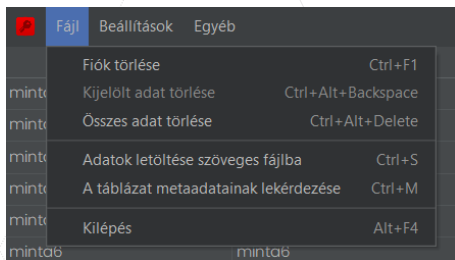 Fájl Beállítások Egyéb
Fiók törlése Ctrl+F1
Kijelölt adat törlése Ctrl+Alt+Backspace
Összes adat törlése Ctrl+Alt+Delete
Adatok letöltése szöveges fájlba Ctrl+S
A táblázat metaadatainak lekérdezése Ctrl+M
Kilépés Alt+F4
minta6 minta6